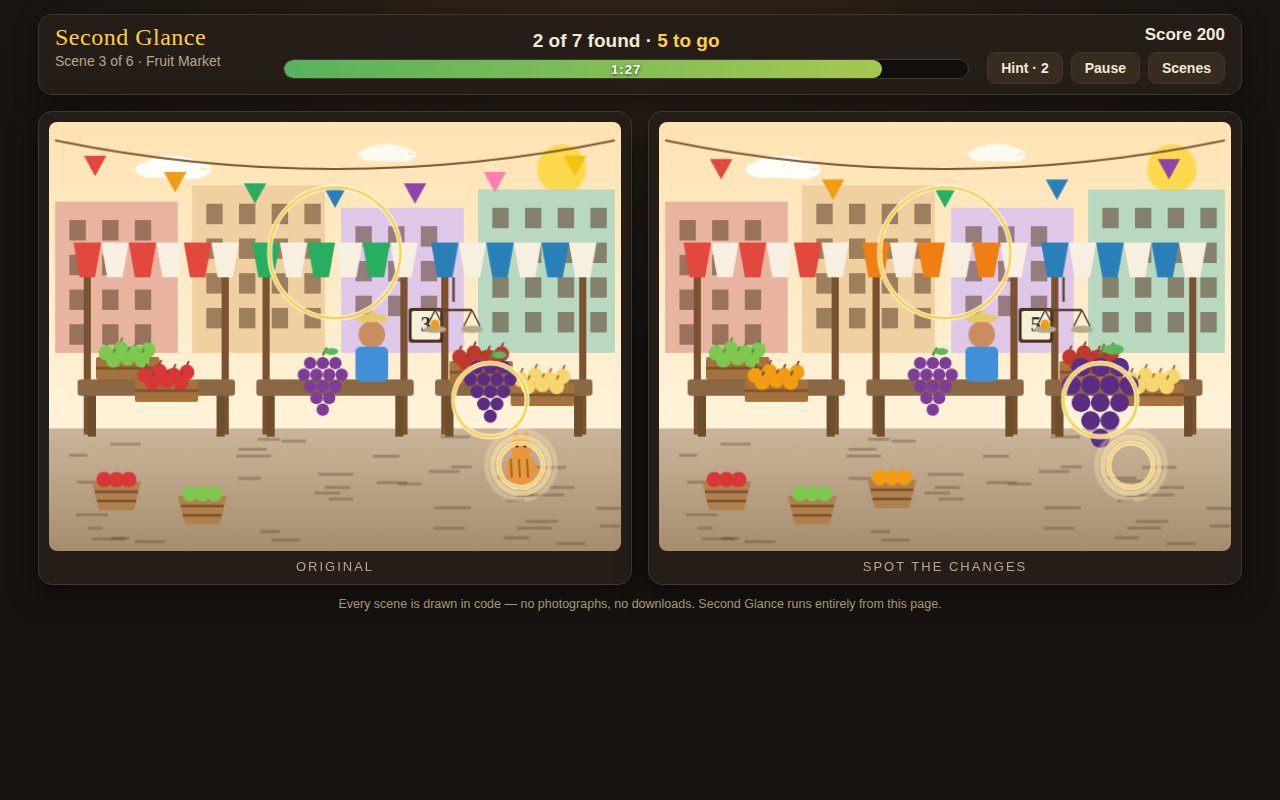 Second Glance
Scene 3 of 6 · Fruit Market
2 of 7 found · 5 to go
1:27
Score 200
Hint · 2
Pause
Scenes
3
5
ORIGINAL
SPOT THE CHANGES
Every scene is drawn in code — no photographs, no downloads. Second Glance runs entirely from this page.